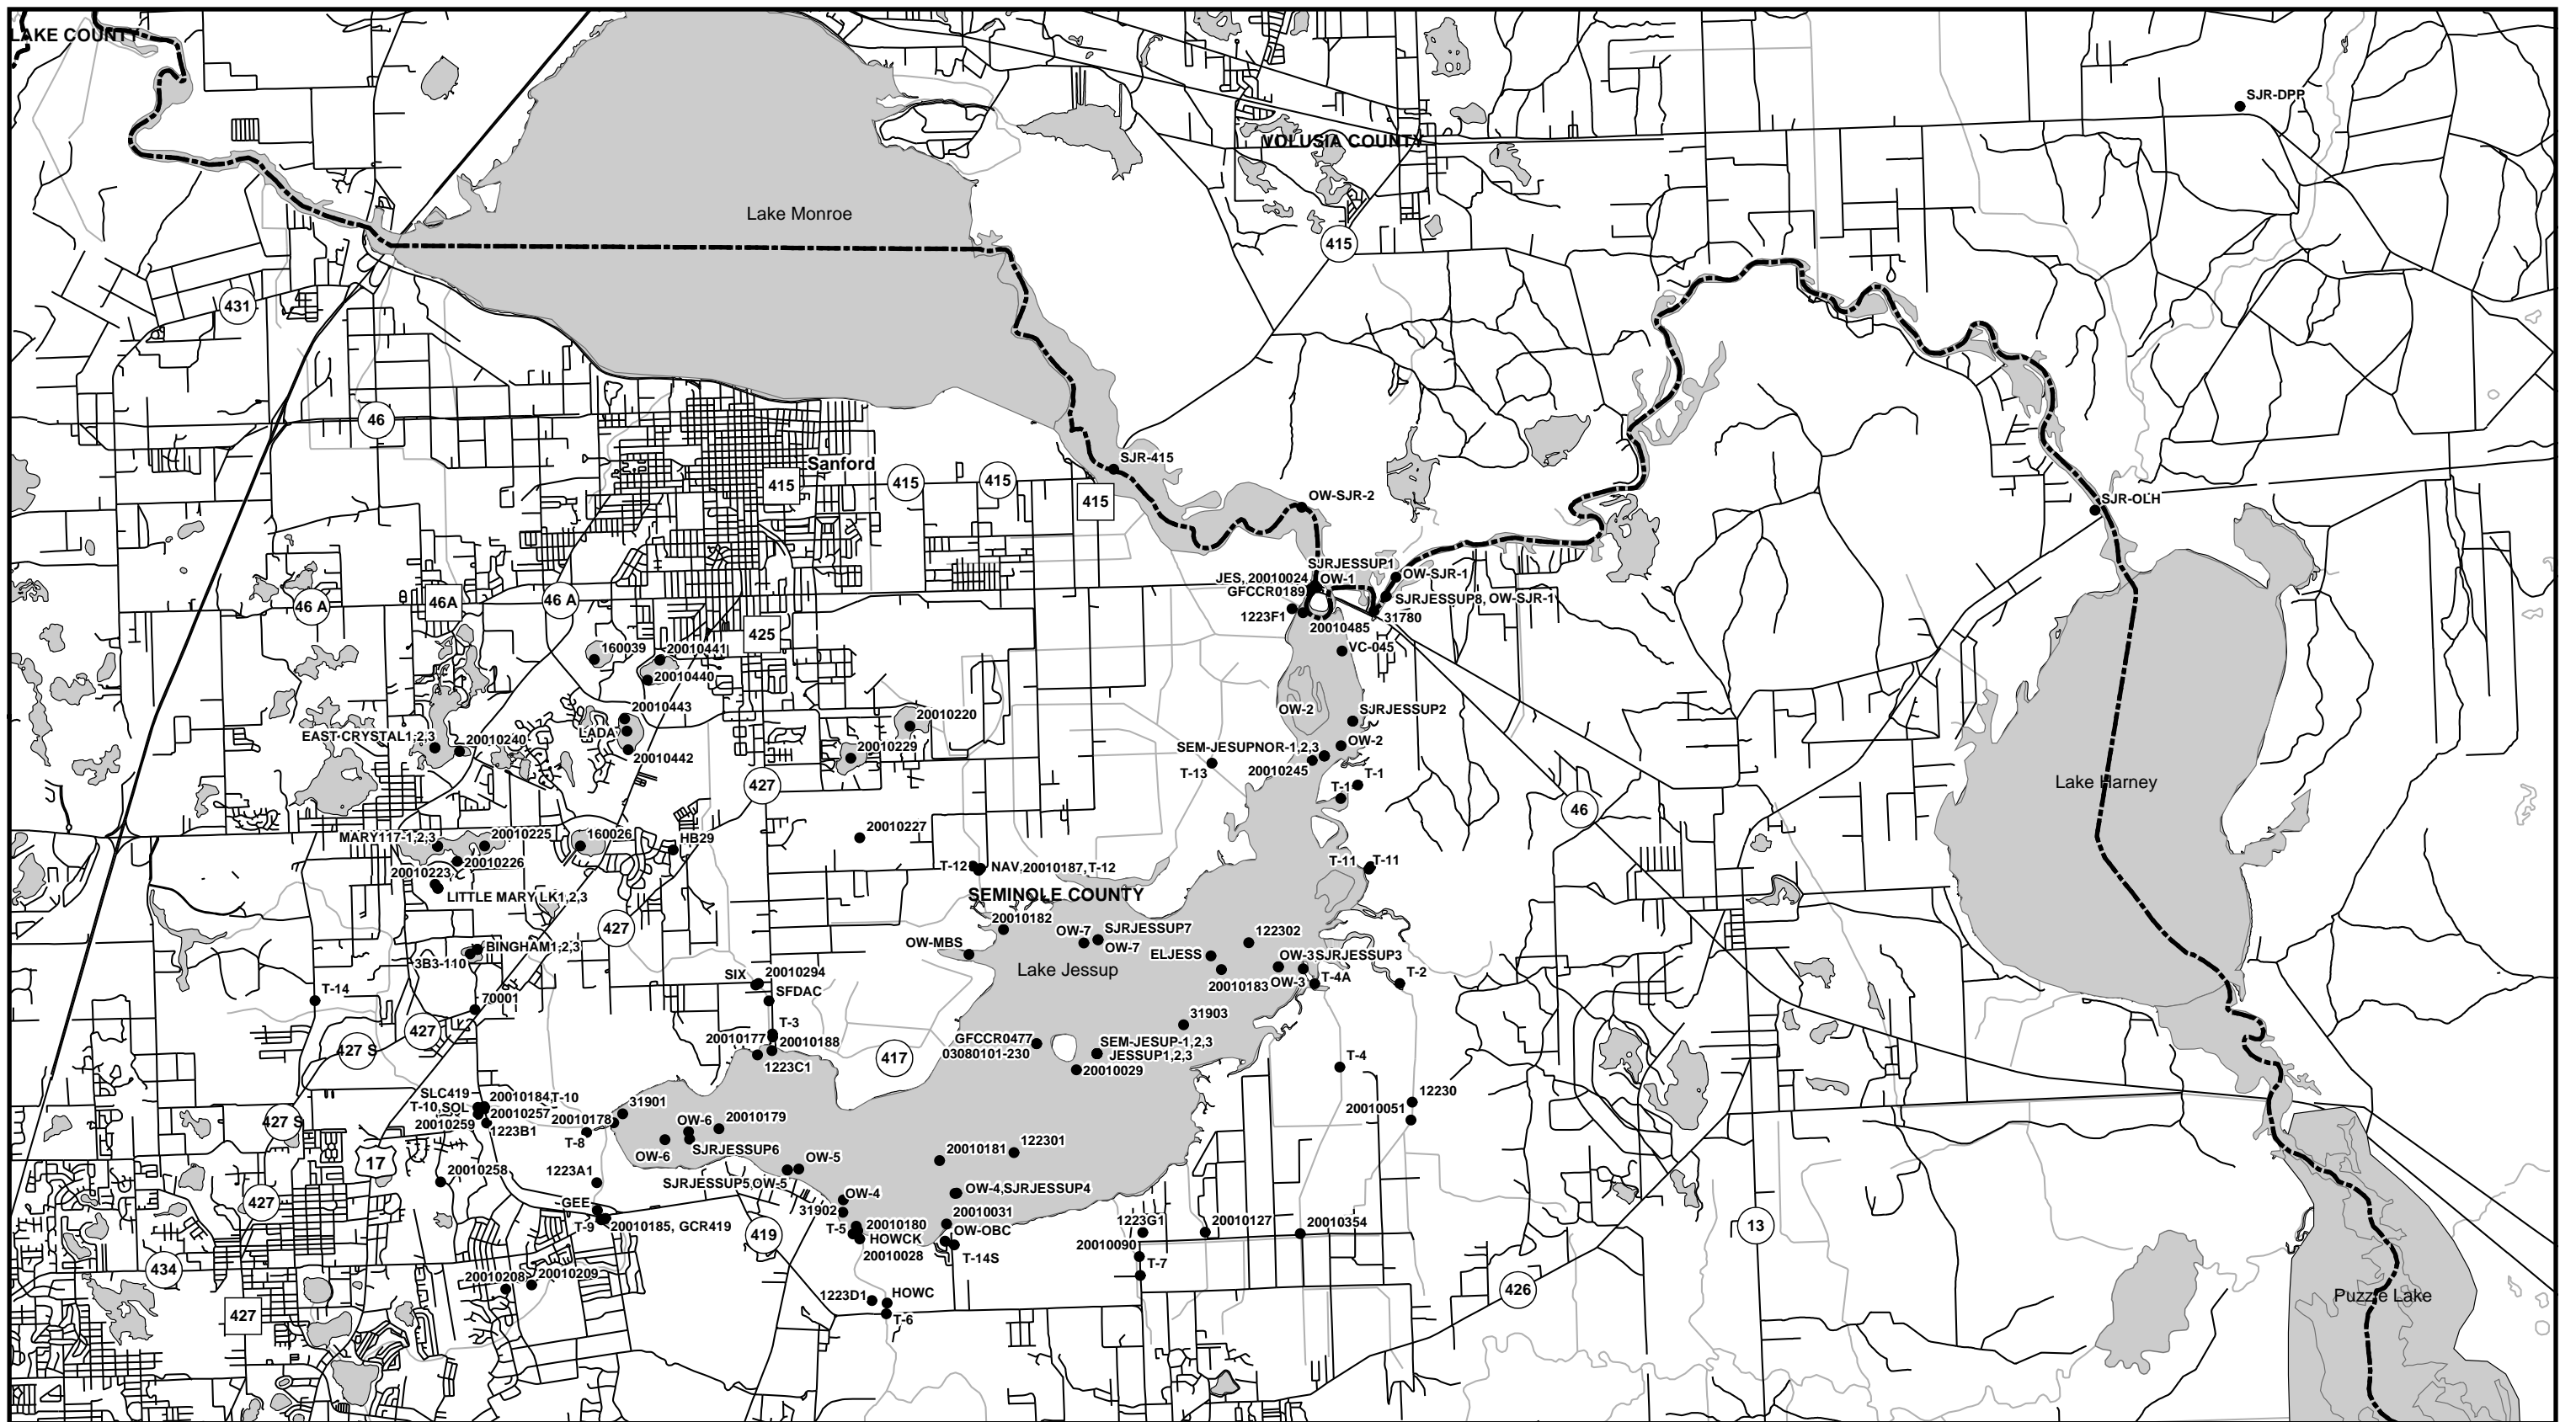 LAKE COUNTY
SJR-DPP
VOLUSIA COUNTY
Lake Monroe
415
431
46
SJR-415
Sanford
415
415
415
415
OW-SJR-2
SJR-OLH
SJRJESSUP1
JES, 20010024
OW-1
OW-SJR-1
GFCCR0189
SJRJESSUP8, OW-SJR-1
46 A
46A
46 A
1223F1
20010485
31780
425
160039
20010441
VC-045
20010440
20010443
20010220
OW-2
SJRJESSUP2
EAST CRYSTAL1,2,3
20010240
LADA
20010229
SEM-JESUPNOR-1,2,3
OW-2
20010442
T-13
20010245
T-1
T-1
427
Lake Harney
46
MARY117-1,2,3
20010225
160026
HB29
20010227
20010226
T-12
NAV,20010187,T-12
T-11
T-11
20010223
LITTLE MARY LK1,2,3
SEMINOLE COUNTY
20010182
427
OW-7
SJRJESSUP7
122302
BINGHAM1,2,3
OW-MBS
OW-7
3B3-110
ELJESS
OW-3
SJRJESSUP3
SIX
20010294
Lake Jessup
T-4A
T-2
T-14
70001
SFDAC
20010183
OW-3
31903
427
T-3
20010177
20010188
GFCCR0477
SEM-JESUP-1,2,3
427 S
417
03080101-230
JESSUP1,2,3
T-4
1223C1
20010029
SLC419
20010184,T-10
31901
12230
T-10,SOL
20010257
20010178
OW-6
20010179
20010051
427 S
20010259
1223B1
T-8
OW-6
SJRJESSUP6
20010181
122301
17
20010258
1223A1
OW-5
SJRJESSUP5,OW-5
OW-4
OW-4,SJRJESSUP4
427
GEE
31902
20010031
T-9
20010185, GCR419
T-5
20010180
HOWCK
OW-OBC
1223G1
20010127
20010354
13
419
20010028
T-14S
20010090
T-7
434
20010208
20010209
426
1223D1
HOWC
T-6
427
Puzzle Lake